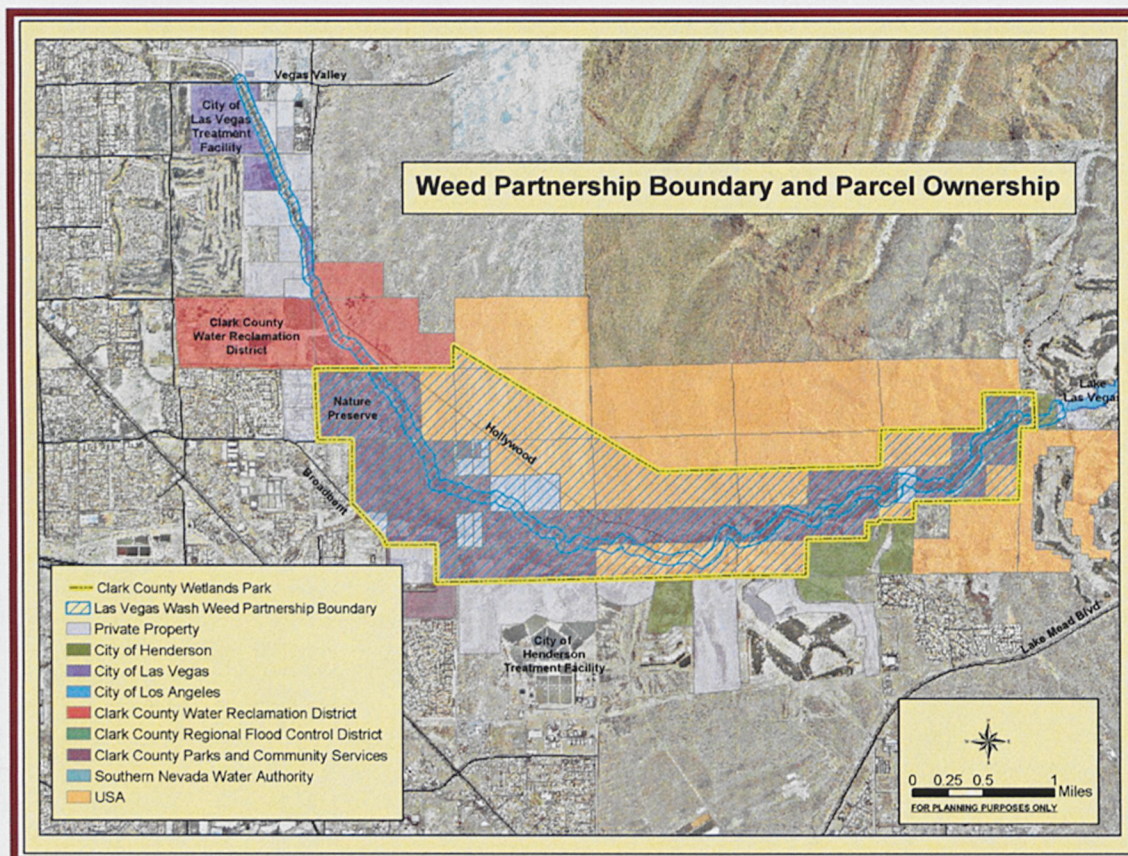 Vegas Valley
City of
Las Vegas
Treatment
Facility
Weed Partnership Boundary and Parcel Ownership
Clark County
Water Reclamation
District
Nature
Preserve
Hollywood
Lake
Las Vegas
Broadbent
City of
Henderson
Treatment Facility
Lake Mead Blvd
Clark County Wetlands Park
Las Vegas Wash Weed Partnership Boundary
Private Property
City of Henderson
City of Las Vegas
City of Los Angeles
Clark County Water Reclamation District
Clark County Regional Flood Control District
Clark County Parks and Community Services
Southern Nevada Water Authority
USA
N
W E
S
0 0.25 0.5 1
Miles
FOR PLANNING PURPOSES ONLY